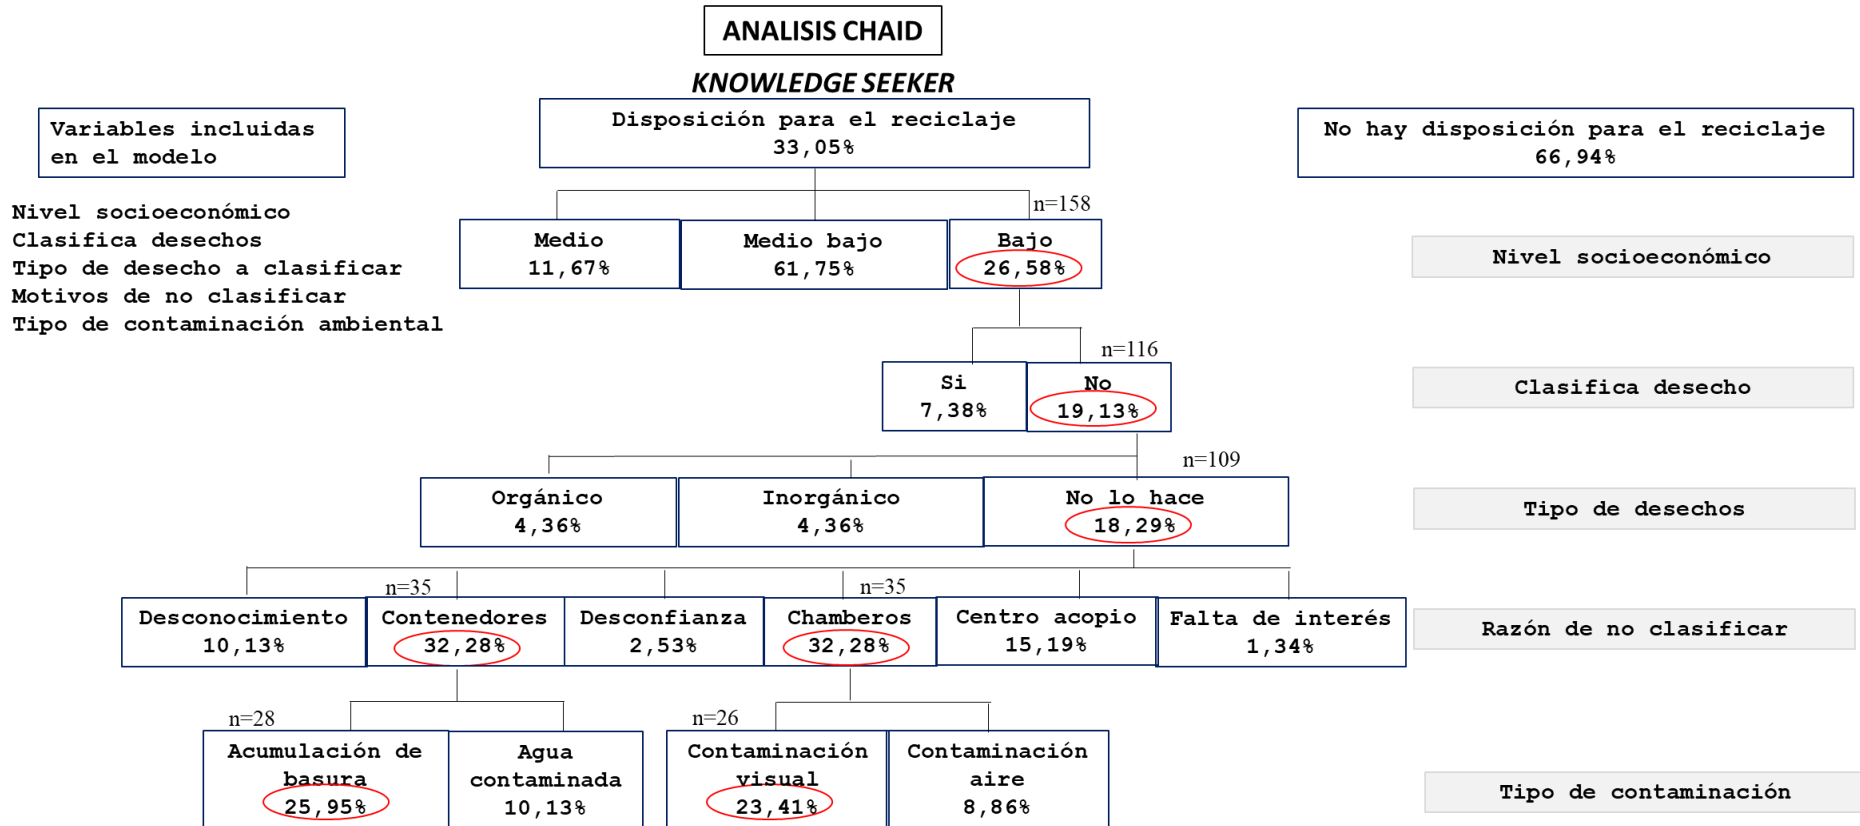 ANALISIS CHAID
KNOWLEDGE SEEKER
Variables incluidas
en el modelo
Nivel socioeconómico
Clasifica desechos
Tipo de desecho a clasificar
Motivos de no clasificar
Tipo de contaminación ambiental
Disposición para el reciclaje
33,05%
No hay disposición para el reciclaje
66,94%
n=158
Medio
11,67%
Medio bajo
61,75%
Bajo
26,58%
Nivel socioeconómico
n=116
Si
7,38%
No
19,13%
Clasifica desecho
n=109
Orgánico
4,36%
Inorgánico
4,36%
No lo hace
18,29%
Tipo de desechos
n=35
n=35
Desconocimiento
10,13%
Contenedores
32,28%
Desconfianza
2,53%
Chamberos
32,28%
Centro acopio
15,19%
Falta de interés
1,34%
Razón de no clasificar
n=28
n=26
Acumulación de
basura
25,95%
Agua
contaminada
10,13%
Contaminación
visual
23,41%
Contaminación
aire
8,86%
Tipo de contaminación